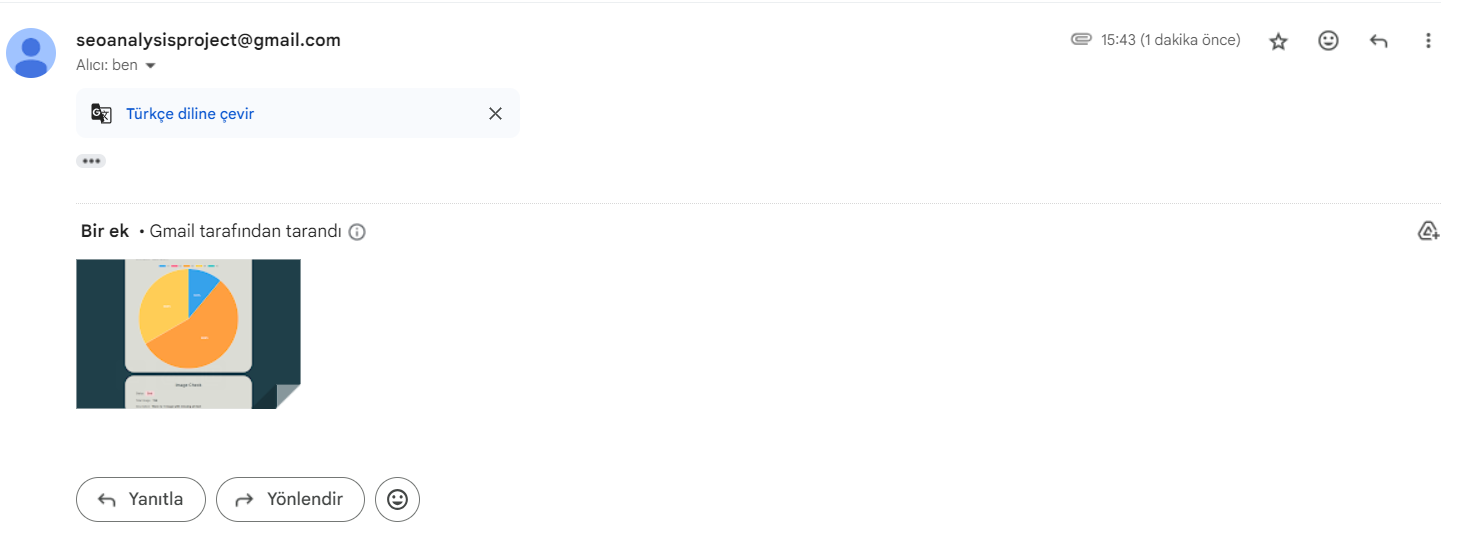 seoanalysisproject@gmail.com
15:43 (1 dakika önce)
Alıcı: ben
Türkçe diline çevir
Bir ek • Gmail tarafından tarandı
Image Check
Yanıtla
Yönlendir